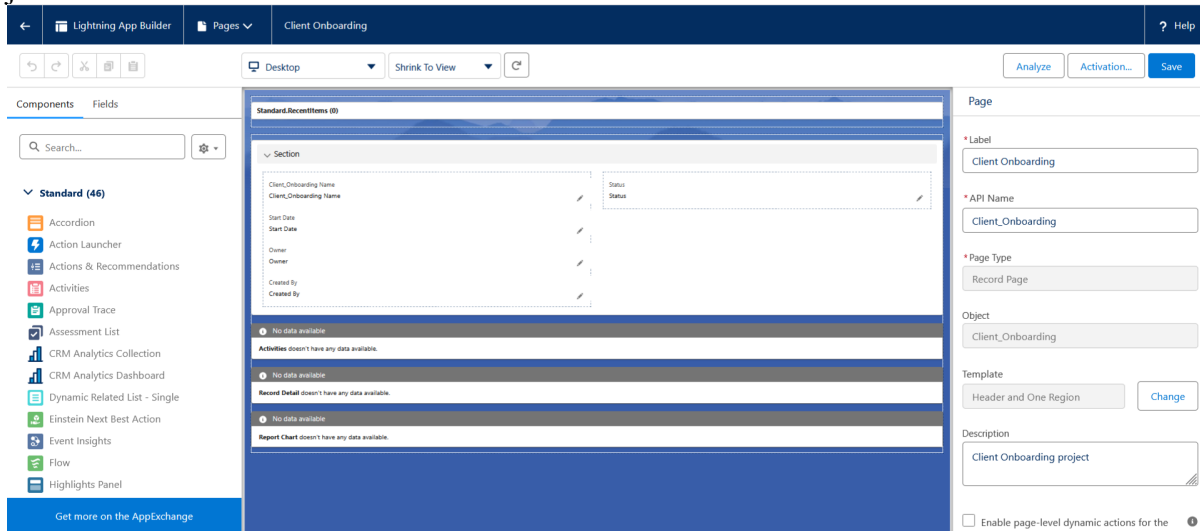 Lightning App Builder
Pages
Client Onboarding
? Help
Desktop
Shrink To View
Analyze
Activation...
Save
Components
Fields
Search...
Standard (46)
Accordion
Action Launcher
Actions & Recommendations
Activities
Approval Trace
Assessment List
CRM Analytics Collection
CRM Analytics Dashboard
Dynamic Related List - Single
Einstein Next Best Action
Event Insights
Flow
Highlights Panel
Get more on the AppExchange
Standard.RecentItems (0)
Section
Client_Onboarding Name
Client_Onboarding Name
Start Date
Start Date
Owner
Owner
Created By
Created By
Status
Status
No data available
Activities doesn't have any data available.
No data available
Record Detail doesn't have any data available.
No data available
Report Chart doesn't have any data available.
Page
*Label
Client Onboarding
*API Name
Client_Onboarding
*Page Type
Record Page
Object
Client_Onboarding
Template
Header and One Region
Change
Description
Client Onboarding project
Enable page-level dynamic actions for the